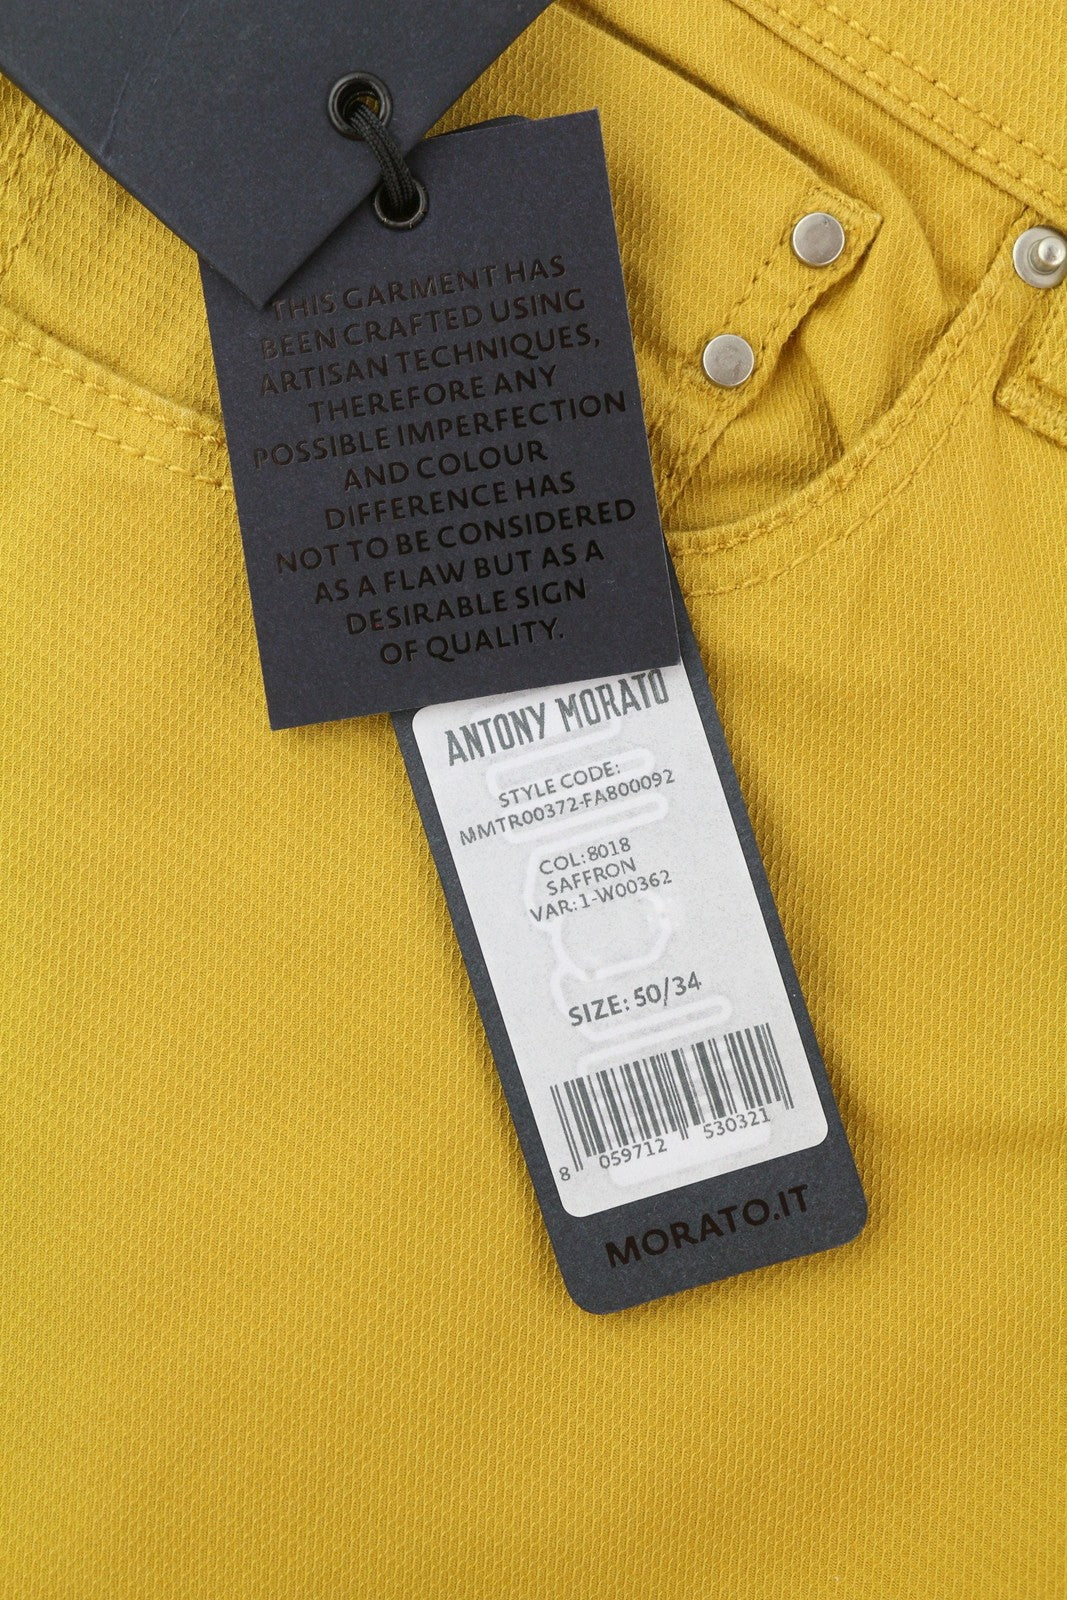 THIS GARMENT HAS
BEEN CRAFTED USING
ARTISAN TECHNIQUES,
THEREFORE ANY
POSSIBLE IMPERFECTION
AND COLOUR
DIFFERENCE HAS
NOT TO BE CONSIDERED
AS A FLAW BUT AS A
DESIRABLE SIGN
OF QUALITY.
ANTONY MORATO
STYLE CODE:
MMTR00372-FA800092
COL:8018
SAFFRON
VAR:1-W00362
SIZE: 50/34
8 059712 530321
MORATO.IT